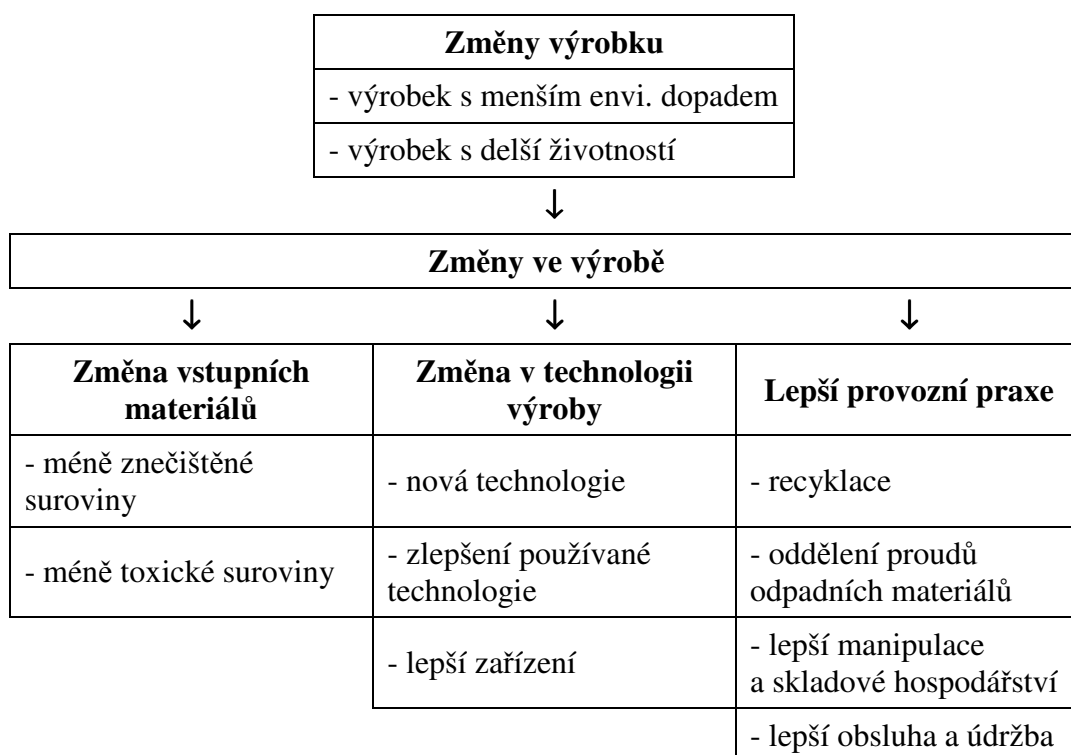 Změny výrobku
- výrobek s menším envi. dopadem
- výrobek s delší životností
↓
Změny ve výrobě
↓ ↓ ↓
Změna vstupních
materiálů
Změna v technologii
výroby
Lepší provozní praxe
- méně znečištěné
suroviny
- nová technologie
- recyklace
- méně toxické suroviny
- zlepšení používané
technologie
- oddělení proudů
odpadních materiálů
- lepší zařízení
- lepší manipulace
a skladové hospodářství
- lepší obsluha a údržba